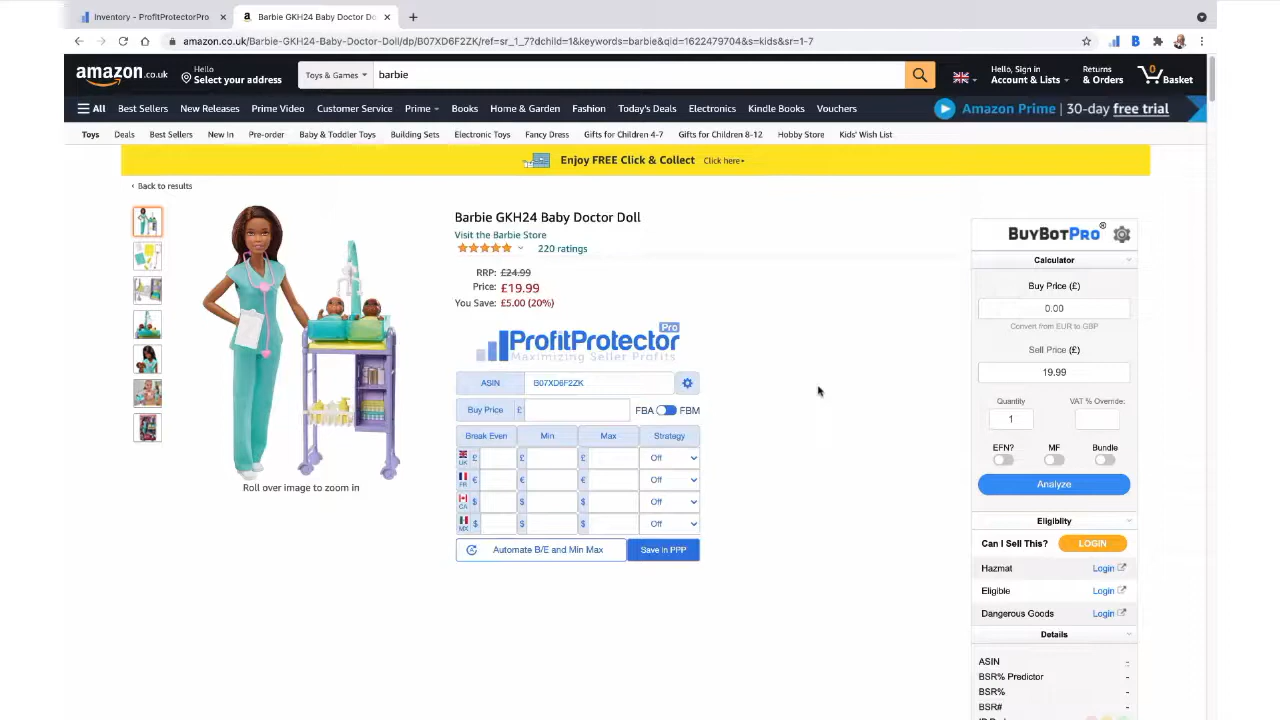 Inventory - ProfitProtectorPro
Barbie GKH24 Baby Doctor Do
amazon.co.uk/Barbie-GKH24-Baby-Doctor-Doll/dp/B07XD6F2ZK/ref=sr_1_7?dchild=1&keywords=barbie&qid=1622479704&s=kids&sr=1-7
amazon.co.uk
Hello
Select your address
Toys & Games
barbie
Hello, Sign in
Account & Lists
Returns
& Orders
0
Basket
All
Best Sellers
New Releases
Prime Video
Customer Service
Prime
Books
Home & Garden
Fashion
Today's Deals
Electronics
Kindle Books
Vouchers
Amazon Prime | 30-day free trial
Toys
Deals
Best Sellers
New In
Pre-order
Baby & Toddler Toys
Building Sets
Electronic Toys
Fancy Dress
Gifts for Children 4-7
Gifts for Children 8-12
Hobby Store
Kids' Wish List
Enjoy FREE Click & Collect Click here
‹ Back to results
Roll over image to zoom in
Barbie GKH24 Baby Doctor Doll
Visit the Barbie Store
220 ratings
RRP: £24.99
Price: £19.99
You Save: £5.00 (20%)
ProfitProtector Pro
Maximizing Seller Profits
ASIN B07XD6F2ZK
Buy Price £ FBA FBM
Break Even Min Max Strategy
UK £ £ £ Off
FR € € € Off
CA $ $ $ Off
MX $ $ $ Off
Automate B/E and Min Max Save in PPP
BUYBOTPRO®
Calculator
Buy Price (£)
0.00
Convert from EUR to GBP
Sell Price (£)
19.99
Quantity VAT % Override:
1
EFN? MF Bundle
Analyze
Eligiblity
Can I Sell This? LOGIN
Hazmat Login
Eligible Login
Dangerous Goods Login
Details
ASIN -
BSR% Predictor -
BSR% -
BSR# -